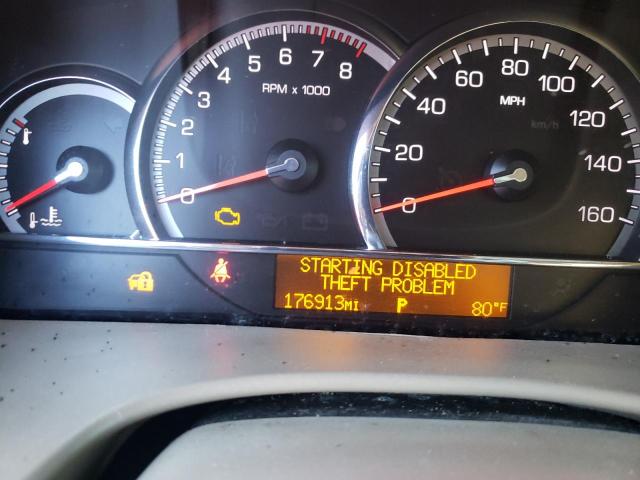 1 2 3 4 5 6 7 8
0
RPM x 1000
0 20 40 60 80 100 120 140 160
MPH
km/h
STARTING DISABLED
THEFT PROBLEM
176913MI P 80°F